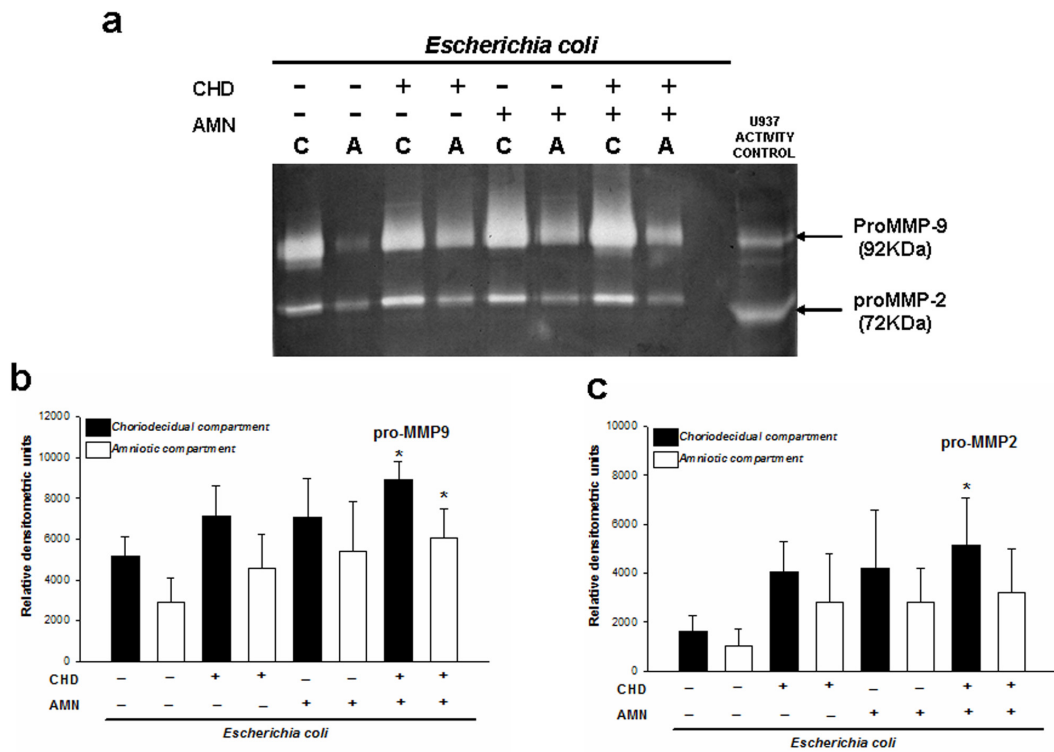 a
Escherichia coli
CHD - - + + - - + +
AMN - - - - + + + +
C A C A C A C A
U937
ACTIVITY
CONTROL
ProMMP-9
(92KDa)
proMMP-2
(72KDa)
b
Relative densitometric units
12000
10000
8000
6000
4000
2000
0
Choriodecidual compartment
Amniotic compartment
pro-MMP9
* *
CHD – – + + – – + +
AMN – – – – + + + +
Escherichia coli
c
Relative densitometric units
10000
8000
6000
4000
2000
0
Choriodecidual compartment
Amniotic compartment
pro-MMP2
*
CHD – – + + – – + +
AMN – – – – + + + +
Escherichia coli